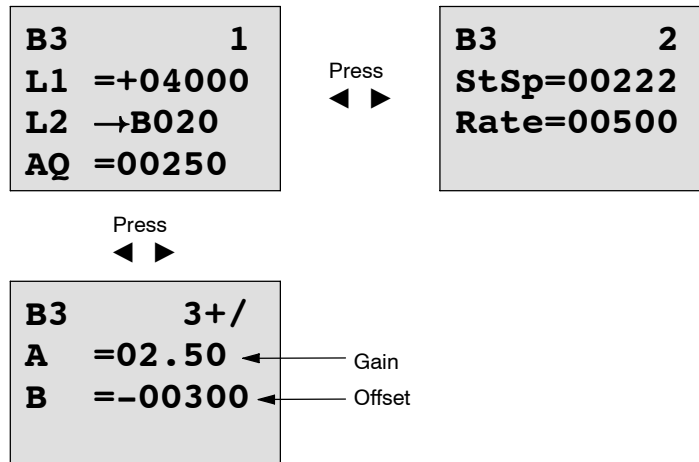 B3 1
L1 =+04000
L2 →B020
AQ =00250
Press
◄ ►
B3 2
StSp=00222
Rate=00500
Press
◄ ►
B3 3+/
A =02.50
B =-00300
Gain
Offset